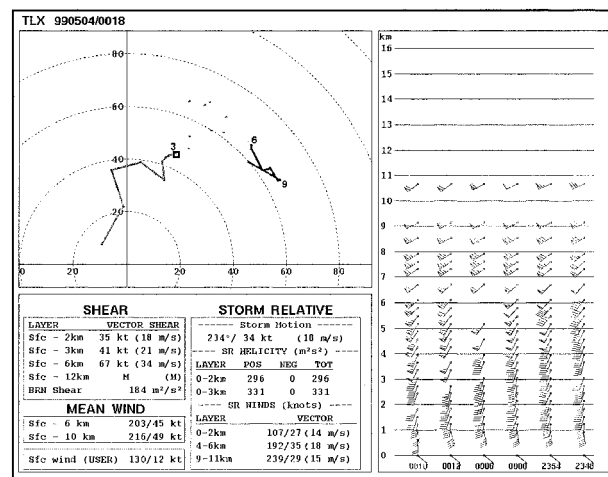 TLX 990504/0018
80
60
40
20
20
0
20
40
60
80
3
6
9
km
16
15
14
13
12
11
10
9
8
7
6
5
4
3
2
1
0
0013 0000 2354 2348
SHEAR
LAYER VECTOR SHEAR
Sfc - 2km 35 kt (18 m/s)
Sfc - 3km 41 kt (21 m/s)
Sfc - 6km 67 kt (34 m/s)
Sfc - 12km M (M)
BRN Shear 184 m²/s²
MEAN WIND
Sfc - 6 km 203/45 kt
Sfc - 10 km 216/49 kt
Sfc wind (USER) 130/12 kt
STORM RELATIVE
---- Storm Motion ----
234°/ 34 kt (18 m/s)
-- SR HELICITY (m²s²) ---
LAYER POS NEG TOT
0-2km 296 0 296
0-3km 331 0 331
--- SR WINDS (knots) ----
LAYER VECTOR
0-2km 107/27 (14 m/s)
4-6km 192/35 (18 m/s)
9-11km 239/29 (15 m/s)